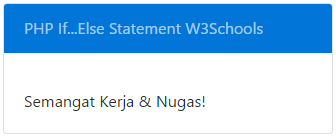 PHP If...Else Statement W3Schools
Semangat Kerja & Nugas!